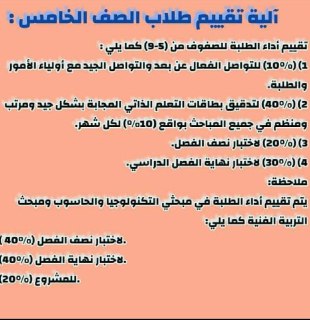 آلية تقييم طلاب الصف الخامس :
تقييم أداء الطلبة للصفوف من (5-9) كما يلي :
1) (10%) للتواصل الفعال عن بعد والتواصل الجيد مع أولياء الأمور
والطلبة.
2) (40%) لتدقيق بطاقات التعلم الذاتي المجابة بشكل جيد ومرتب
ومنظم في جميع المباحث بواقع (10%) لكل شهر.
3) (20%) لاختبار نصف الفصل.
4) (30%) لاختبار نهاية الفصل الدراسي.
ملاحظة:
يتم تقييم أداء الطلبة في مبحثي التكنولوجيا والحاسوب ومبحث
التربية الفنية كما يلي:
.لاختبار نصف الفصل (40%)
.لاختبار نهاية الفصل (40%)
.للمشروع (20%)